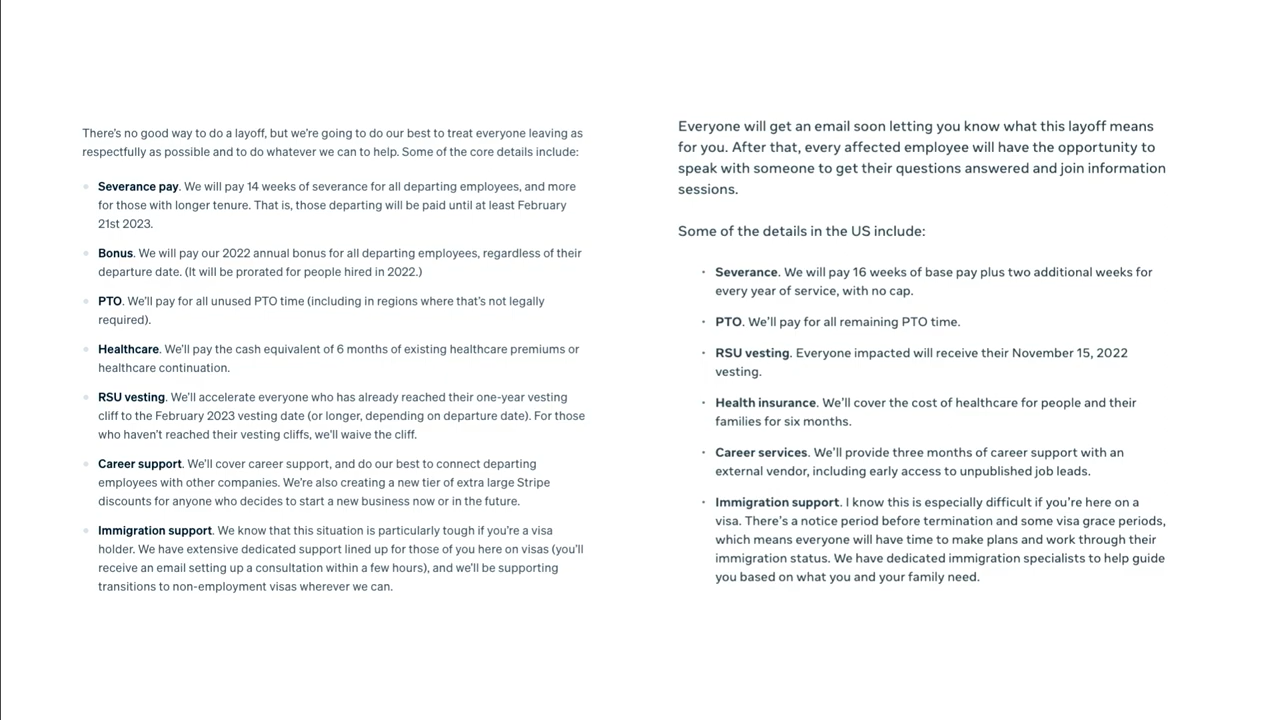 There's no good way to do a layoff, but we're going to do our best to treat everyone leaving as
respectfully as possible and to do whatever we can to help. Some of the core details include:
Severance pay. We will pay 14 weeks of severance for all departing employees, and more
for those with longer tenure. That is, those departing will be paid until at least February
21st 2023.
Bonus. We will pay our 2022 annual bonus for all departing employees, regardless of their
departure date. (It will be prorated for people hired in 2022.)
PTO. We'll pay for all unused PTO time (including in regions where that's not legally
required).
Healthcare. We'll pay the cash equivalent of 6 months of existing healthcare premiums or
healthcare continuation.
RSU vesting. We'll accelerate everyone who has already reached their one-year vesting
cliff to the February 2023 vesting date (or longer, depending on departure date). For those
who haven't reached their vesting cliffs, we'll waive the cliff.
Career support. We'll cover career support, and do our best to connect departing
employees with other companies. We're also creating a new tier of extra large Stripe
discounts for anyone who decides to start a new business now or in the future.
Immigration support. We know that this situation is particularly tough if you're a visa
holder. We have extensive dedicated support lined up for those of you here on visas (you'll
receive an email setting up a consultation within a few hours), and we'll be supporting
transitions to non-employment visas wherever we can.
Everyone will get an email soon letting you know what this layoff means
for you. After that, every affected employee will have the opportunity to
speak with someone to get their questions answered and join information
sessions.
Some of the details in the US include:
Severance. We will pay 16 weeks of base pay plus two additional weeks for
every year of service, with no cap.
PTO. We'll pay for all remaining PTO time.
RSU vesting. Everyone impacted will receive their November 15, 2022
vesting.
Health insurance. We'll cover the cost of healthcare for people and their
families for six months.
Career services. We'll provide three months of career support with an
external vendor, including early access to unpublished job leads.
Immigration support. I know this is especially difficult if you're here on a
visa. There's a notice period before termination and some visa grace periods,
which means everyone will have time to make plans and work through their
immigration status. We have dedicated immigration specialists to help guide
you based on what you and your family need.